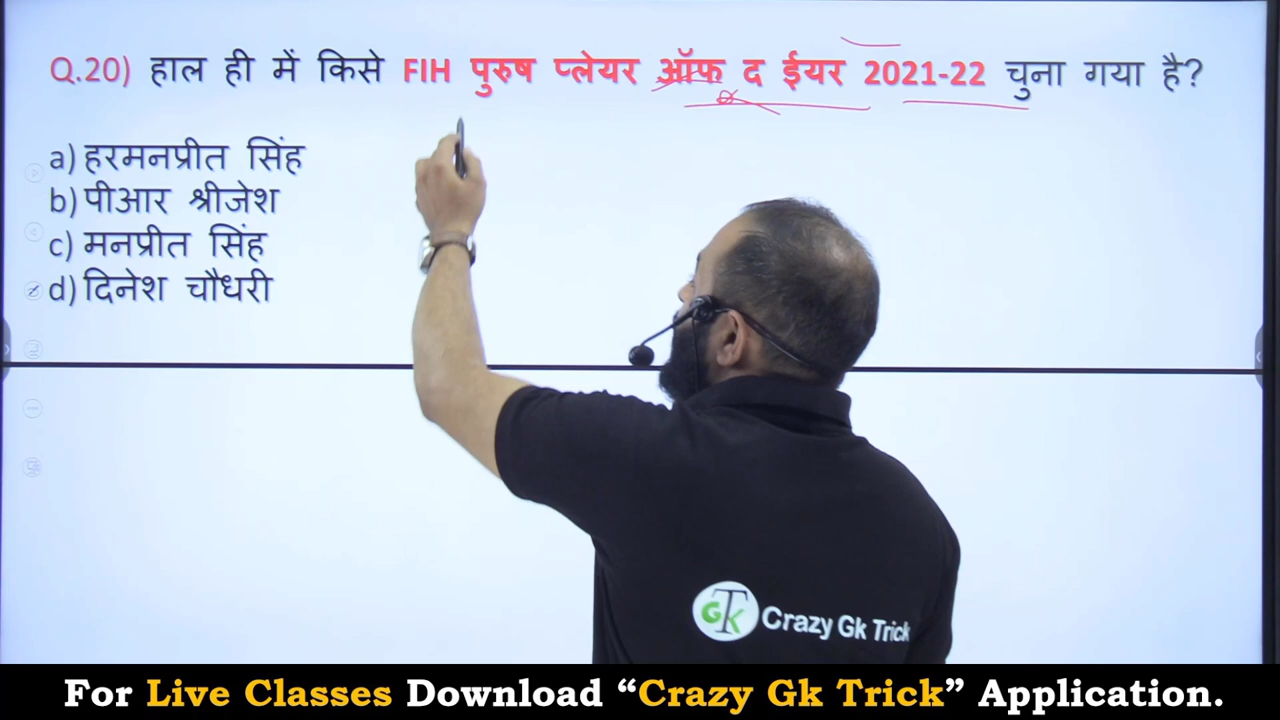 Q.20) हाल ही में किसे FIH पुरुष प्लेयर ऑफ द ईयर 2021-22 चुना गया है?
a) हरमनप्रीत सिंह
b) पीआर श्रीजेश
c) मनप्रीत सिंह
d) दिनेश चौधरी
GTK Crazy Gk Trick
For Live Classes Download “Crazy Gk Trick” Application.